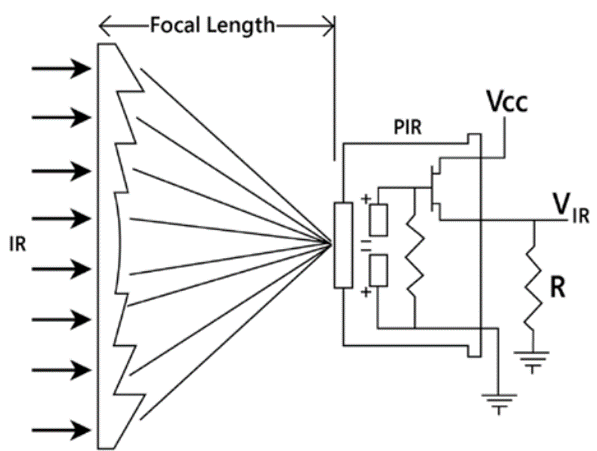 Focal Length
Vcc
PIR
+
V IR
IR
=
R
+